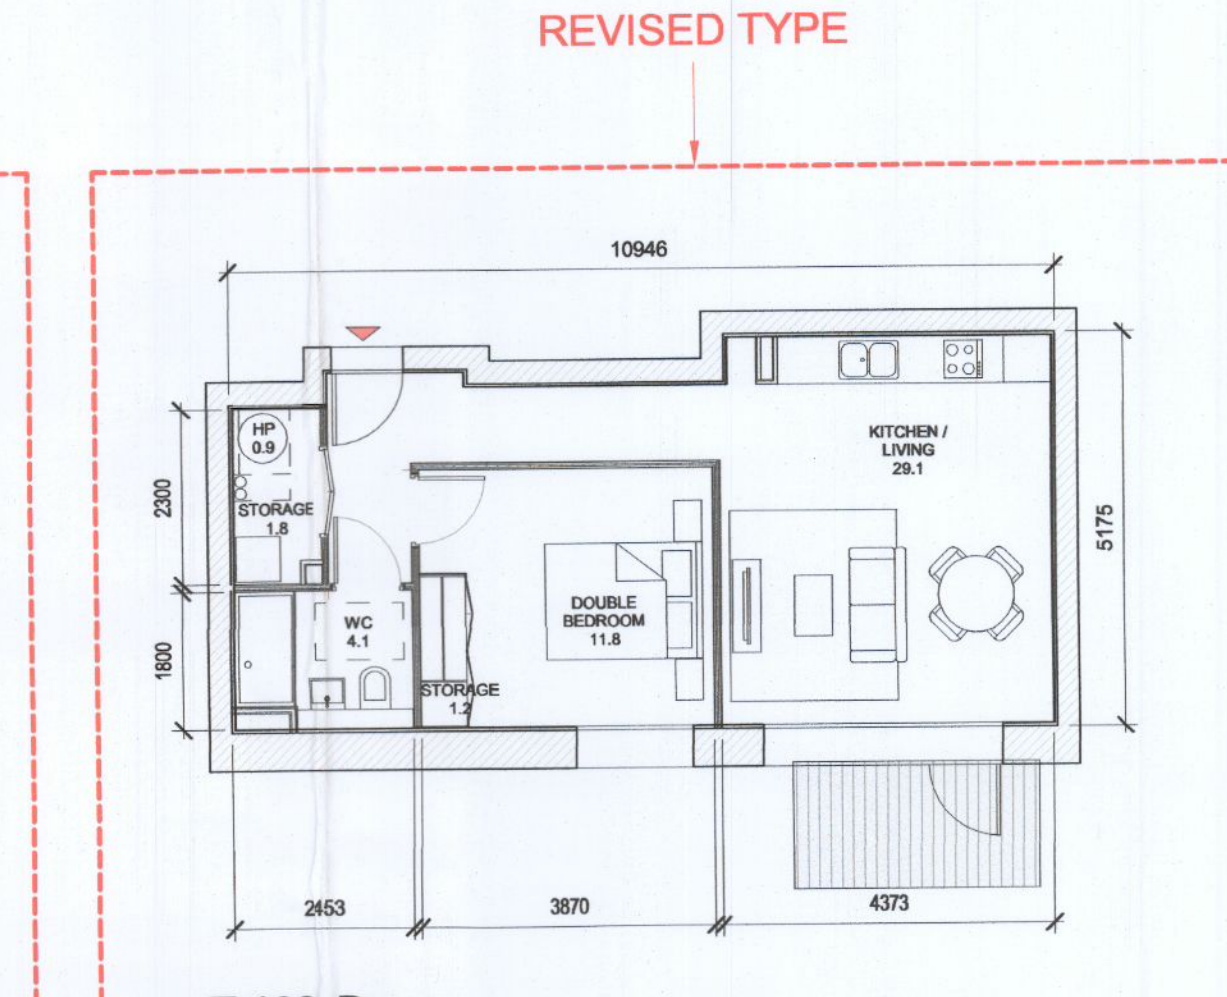 REVISED TYPE
10946
HP
0.9
STORAGE
1.8
2300
KITCHEN /
LIVING
29.1
5175
WC
4.1
1800
DOUBLE
BEDROOM
11.8
STORAGE
1.2
2453
3870
4373